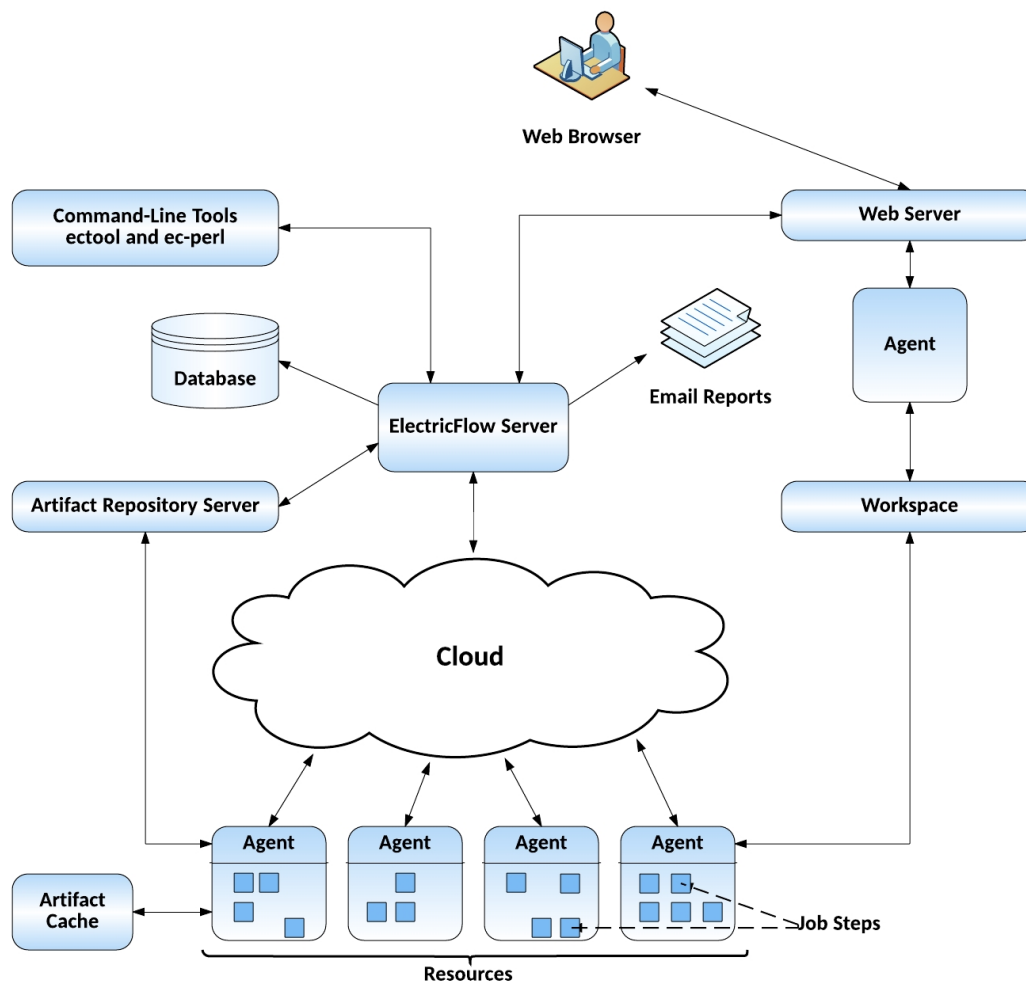 Web Browser
Command-Line Tools
ectool and ec-perl
Web Server
Database
Email Reports
Agent
ElectricFlow Server
Artifact Repository Server
Workspace
Cloud
Agent
Agent
Agent
Agent
Artifact
Cache
Job Steps
Resources